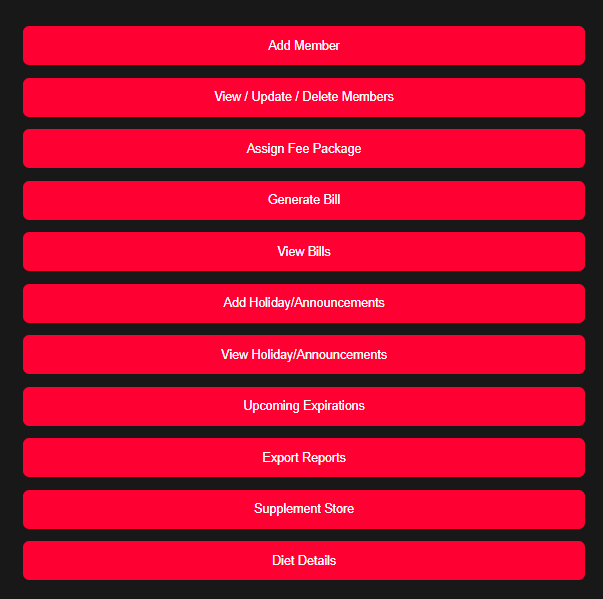 Add Member
View / Update / Delete Members
Assign Fee Package
Generate Bill
View Bills
Add Holiday/Announcements
View Holiday/Announcements
Upcoming Expirations
Export Reports
Supplement Store
Diet Details